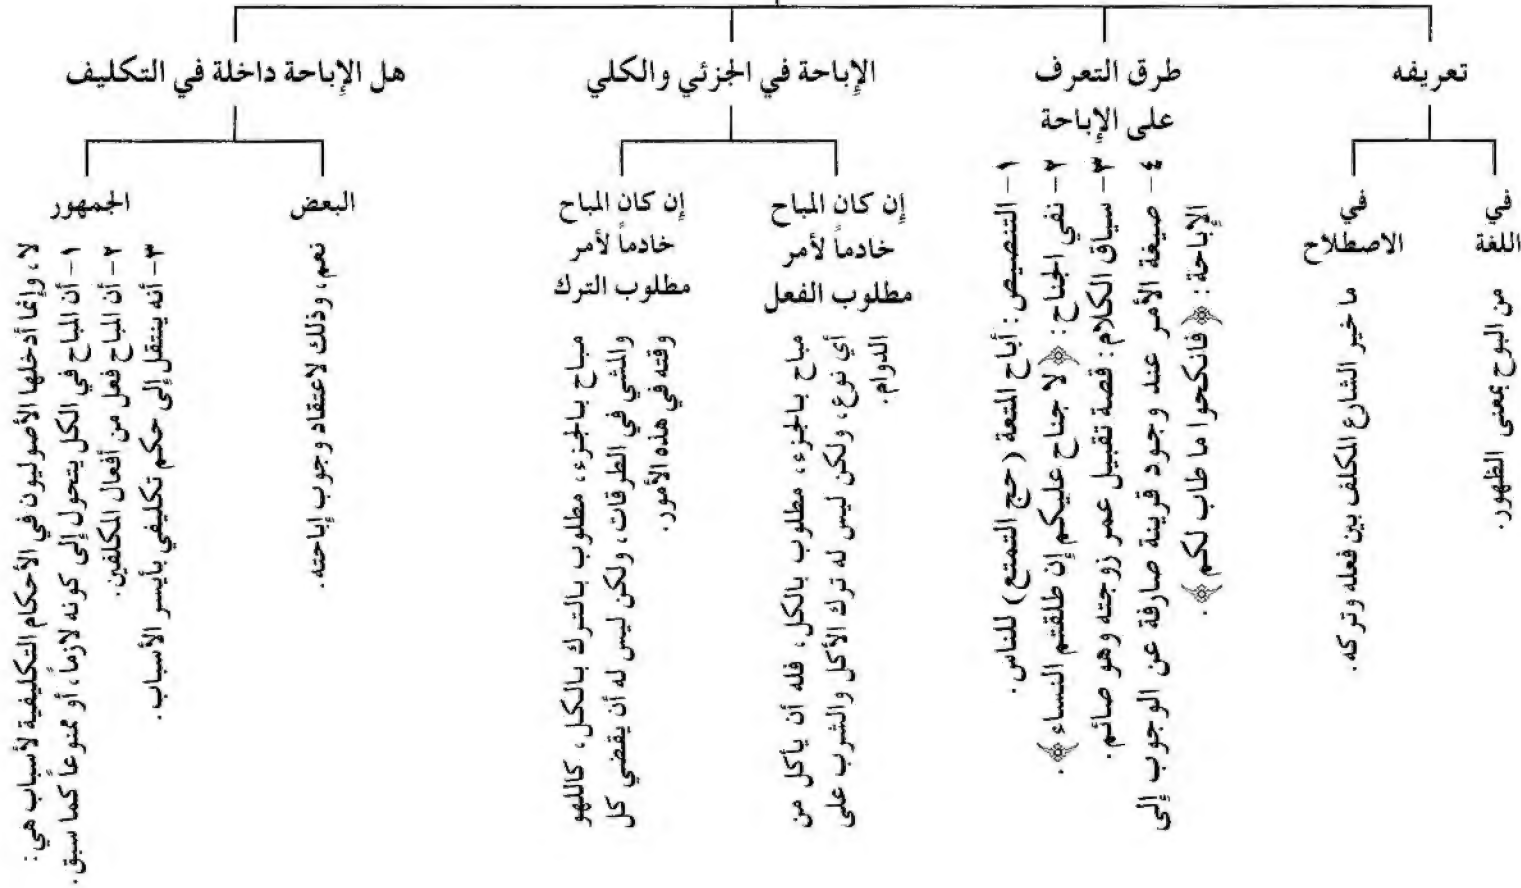 تعريفه
في
اللغة
من البوح بمعنى الظهور.
في
الاصطلاح
ما خير الشارع المكلف بين فعله وتركه.
طرق التعرف
على الإباحة
١- التنصيص: أباح المتعة (حج التمتع) للناس.
٢- نفي الجناح: ﴿لا جناح عليكم إن طلقتم النساء﴾.
٣- سياق الكلام: قصة تقبيل عمر زوجته وهو صائم.
٤- صيغة الأمر عند وجود قرينة صارفة عن الوجوب إلى
الإباحة: ﴿فانكحوا ما طاب لكم﴾.
الإباحة في الجزئي والكلي
إن كان المباح
خادماً لأمر
مطلوب الفعل
مباح بالجزء، مطلوب بالكل، فله أن يأكل من
أي نوع، ولكن ليس له ترك الأكل والشرب على
الدوام.
إن كان المباح
خادماً لأمر
مطلوب الترك
مباح بالجزء، مطلوب بالترك بالكل، كاللهو
والمشي في الطرقات، ولكن ليس له أن يقضي كل
وقته في هذه الأمور.
هل الإباحة داخلة في التكليف
البعض
نعم، وذلك لاعتقاد وجوب إباحته.
الجمهور
لا، وإنما أدخلها الأصوليون في الأحكام التكليفية لأسباب هي:
١- أن المباح في الكل يتحول إلى كونه لازماً، أو ممنوعاً كما سبق.
٢- أن المباح فعل من أفعال المكلفين.
٣- أنه ينتقل إلى حكم تكليفي بأيسر الأسباب.